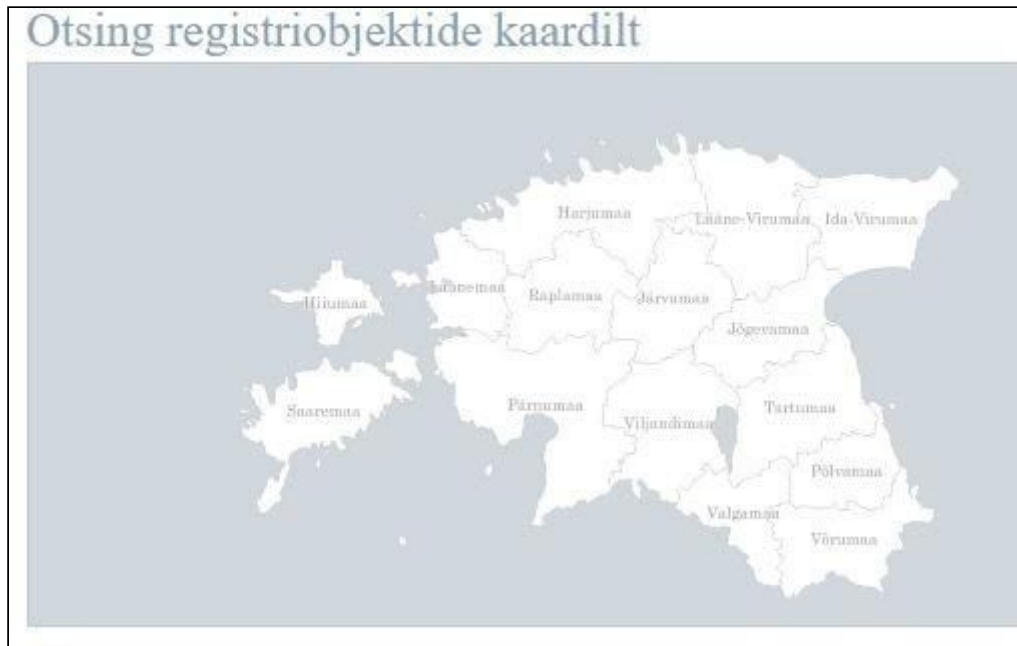 Otsing registriobjektide kaardilt
Harjumaa
Lääne-Virumaa
Ida-Virumaa
Hiiumaa
Läänemaa
Raplamaa
Järvamaa
Jõgevamaa
Saaremaa
Pärnumaa
Viljandimaa
Tartumaa
Põlvamaa
Valgamaa
Võrumaa